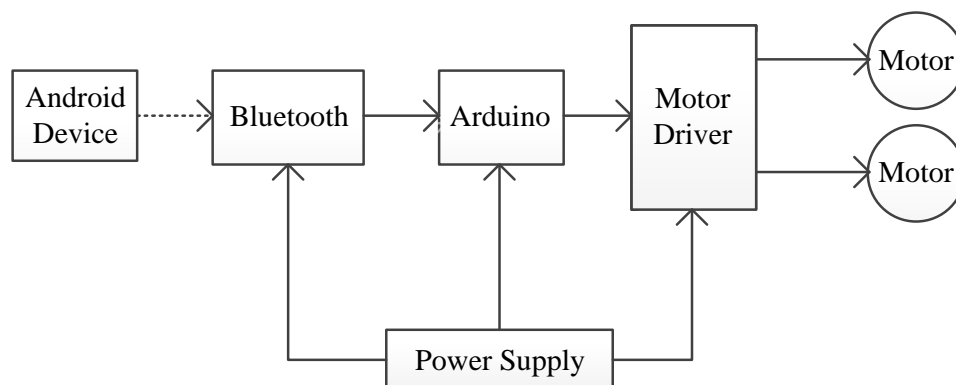 Android
Device
Bluetooth
Arduino
Motor
Driver
Motor
Motor
Power Supply